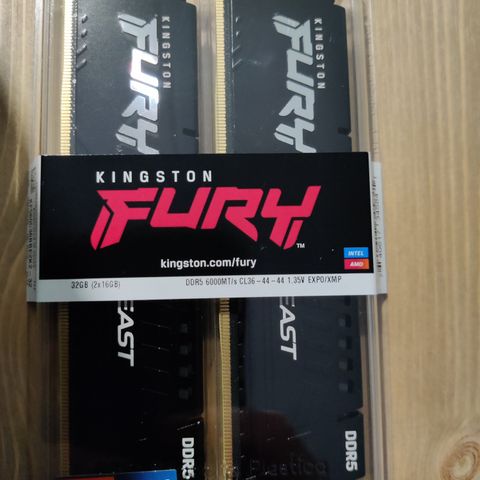 KINGSTON
FURY
KINGSTON
FURY
KINGSTON
FURY™
kingston.com/fury
INTEL
AMD
32GB (2x16GB)
DDR5 6000MT/s CL36-44-44 1.35V EXPO/XMP
EAST
EAST
DDR5
DDR5